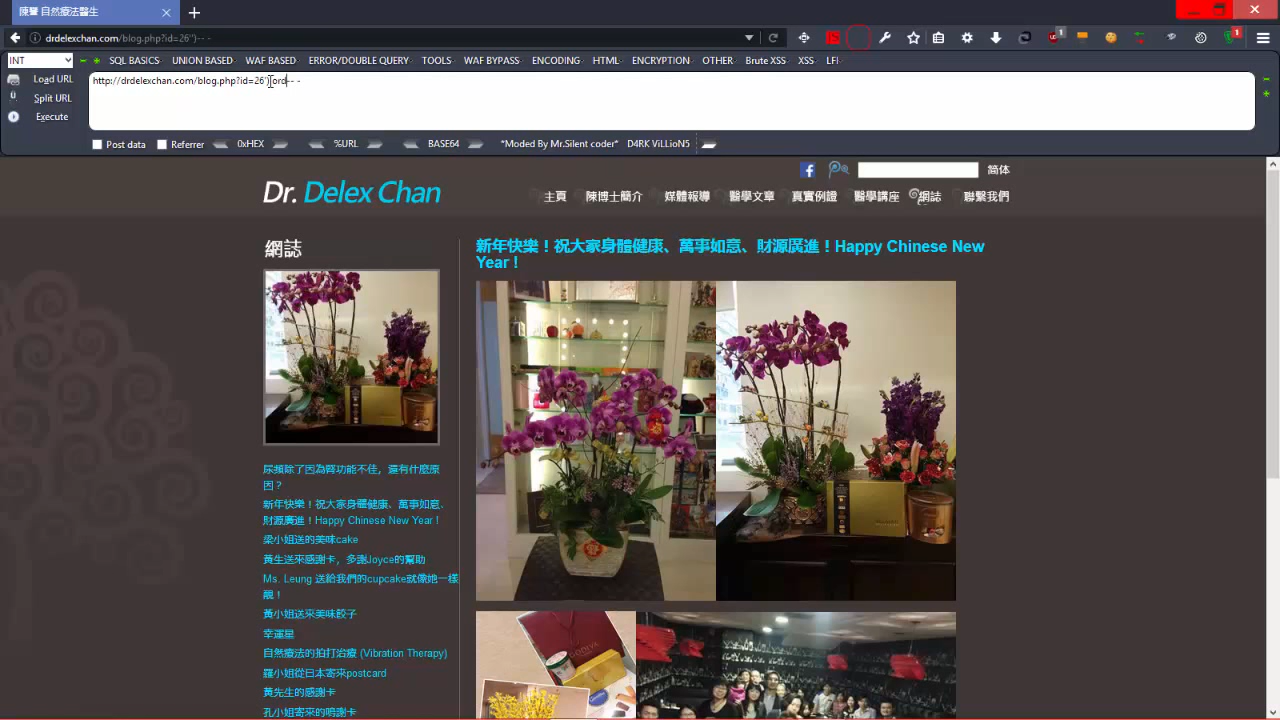 陳馨 自然療法醫生
drdelexchan.com/blog.php?id=26")-- -
INT
SQL BASICS
UNION BASED
WAF BASED
ERROR/DOUBLE QUERY
TOOLS
WAF BYPASS
ENCODING
HTML
ENCRYPTION
OTHER
Brute XSS
XSS
LFI
Load URL
Split URL
Execute
http://drdelexchan.com/blog.php?id=26') ord-- -
Post data
Referrer
0xHEX
%URL
BASE64
*Moded By Mr.Silent coder*
D4RK ViLLioN5
简体
Dr. Delex Chan
主頁
陳博士簡介
媒體報導
醫學文章
真實例證
醫學講座
網誌
聯繫我們
網誌
新年快樂！祝大家身體健康、萬事如意、財源廣進！Happy Chinese New
Year！
尿頻除了因為腎功能不佳，還有什麼原
因？
新年快樂！祝大家身體健康、萬事如意、
財源廣進！Happy Chinese New Year！
梁小姐送的美味cake
黃生送來感謝卡，多謝Joyce的幫助
Ms. Leung 送給我們的cupcake就像她一樣
靚！
黃小姐送來美味餃子
幸運星
自然療法的拍打治療 (Vibration Therapy)
羅小姐從日本寄來postcard
黃先生的感謝卡
孔小姐寄來的鳴謝卡
GODIVA